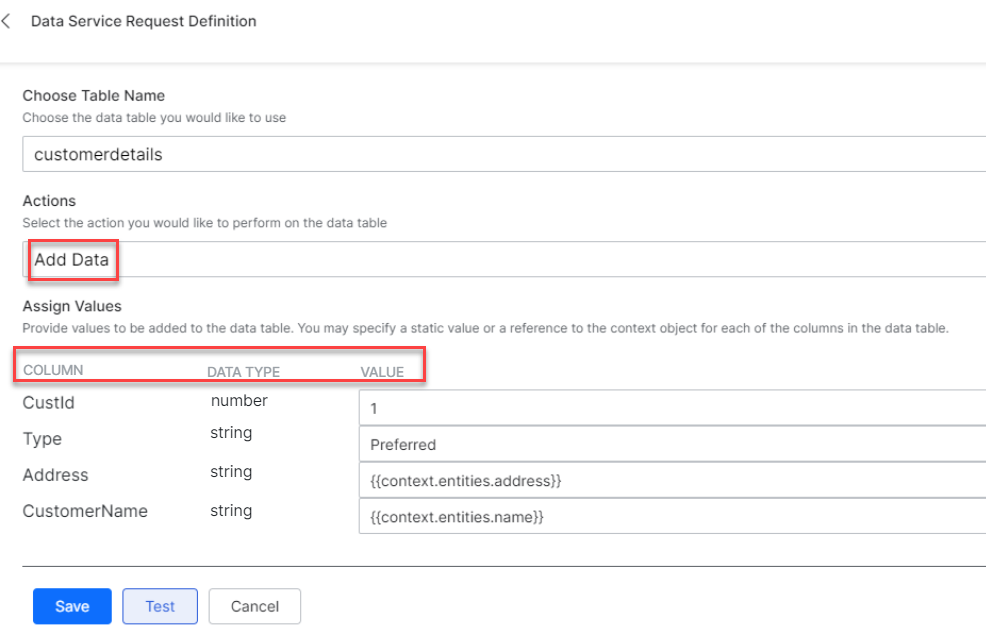 Data Service Request Definition
Choose Table Name
Choose the data table you would like to use
customerdetails
Actions
Select the action you would like to perform on the data table
Add Data
Assign Values
Provide values to be added to the data table. You may specify a static value or a reference to the context object for each of the columns in the data table.
COLUMN DATA TYPE VALUE
CustId number 1
Type string Preferred
Address string {{context.entities.address}}
CustomerName string {{context.entities.name}}
Save Test Cancel